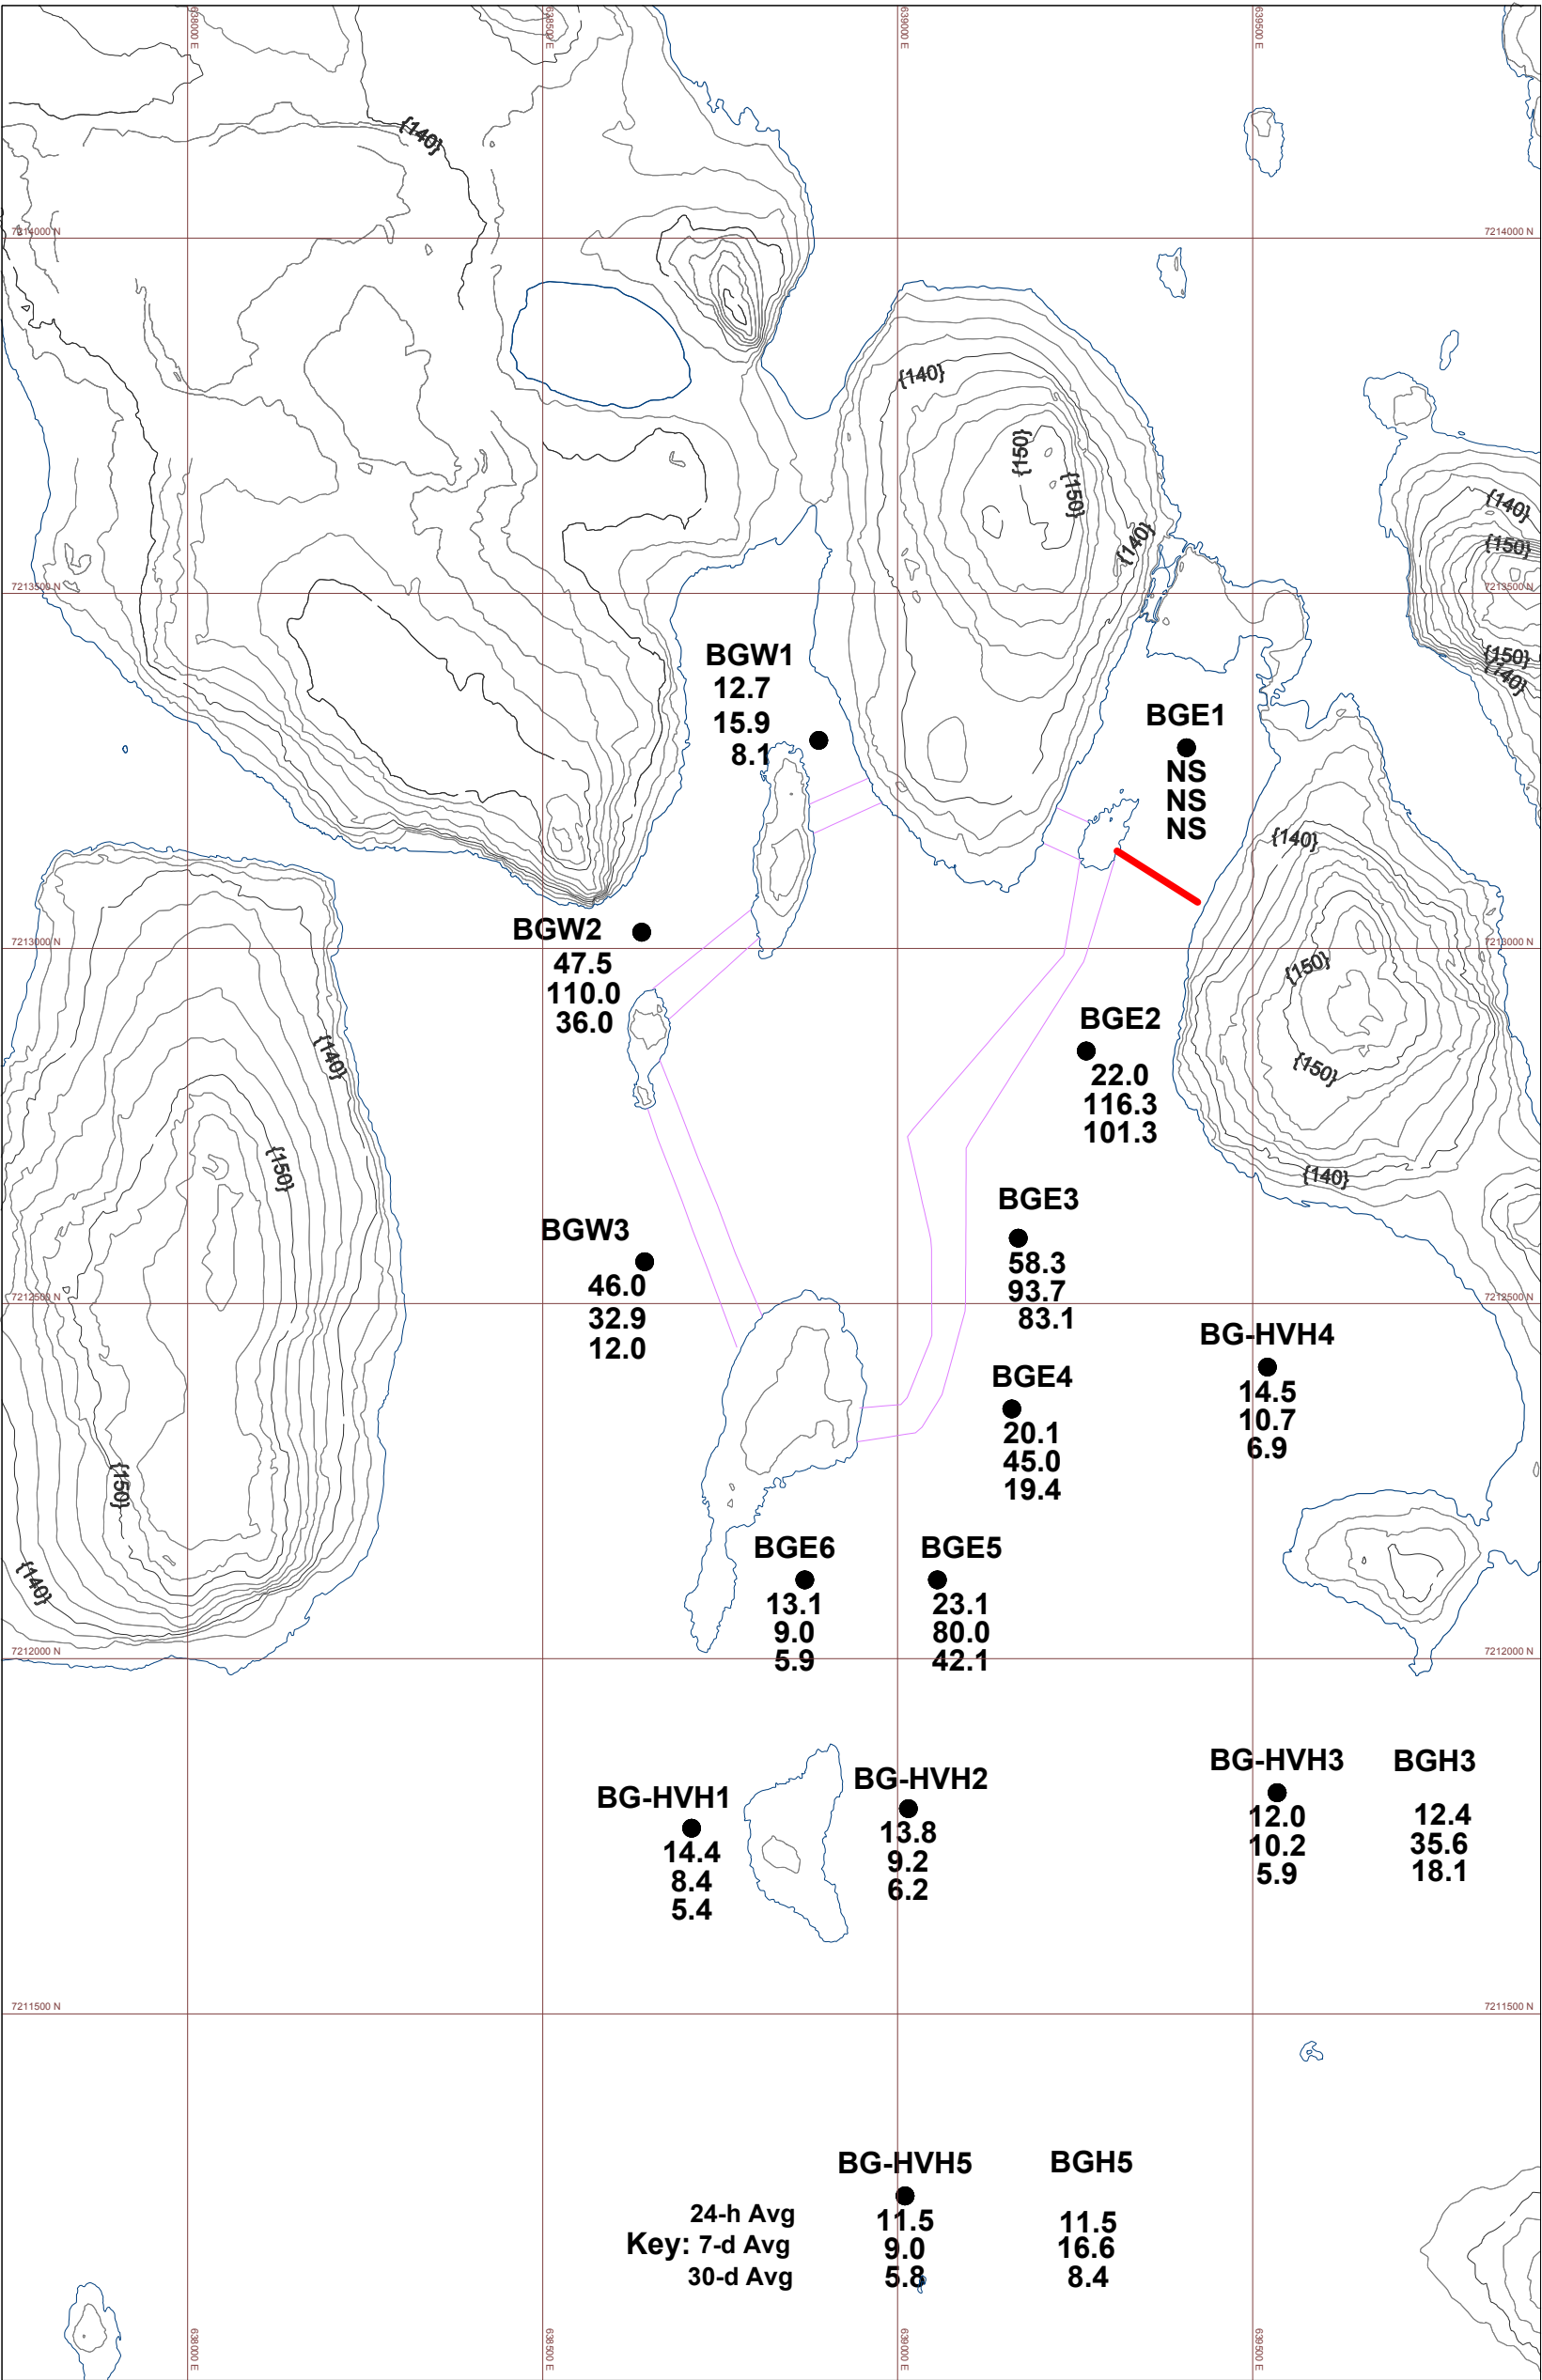 638000 E
638500 E
639000 E
639500 E
{140}
7214000 N
7214000 N
{140}
{150}
{150}
{140}
{140}
{150}
7213500 N
7213500 N
{150}
{140}
BGW1
12.7
15.9
8.1
BGE1
NS
NS
NS
{140}
BGW2
47.5
110.0
36.0
7213000 N
7213000 N
{150}
{140}
BGE2
22.0
116.3
101.3
{150}
{150}
{140}
BGE3
58.3
93.7
83.1
BGW3
46.0
32.9
12.0
7212500 N
7212500 N
BG-HVH4
14.5
10.7
6.9
BGE4
20.1
45.0
19.4
{150}
{140}
BGE6
13.1
9.0
5.9
BGE5
23.1
80.0
42.1
7212000 N
7212000 N
BG-HVH1
14.4
8.4
5.4
BG-HVH2
13.8
9.2
6.2
BG-HVH3
12.0
10.2
5.9
BGH3
12.4
35.6
18.1
7211500 N
7211500 N
BG-HVH5
11.5
9.0
5.8
BGH5
11.5
16.6
8.4
24-h Avg
Key: 7-d Avg
30-d Avg
638000 E
638500 E
639000 E
639500 E